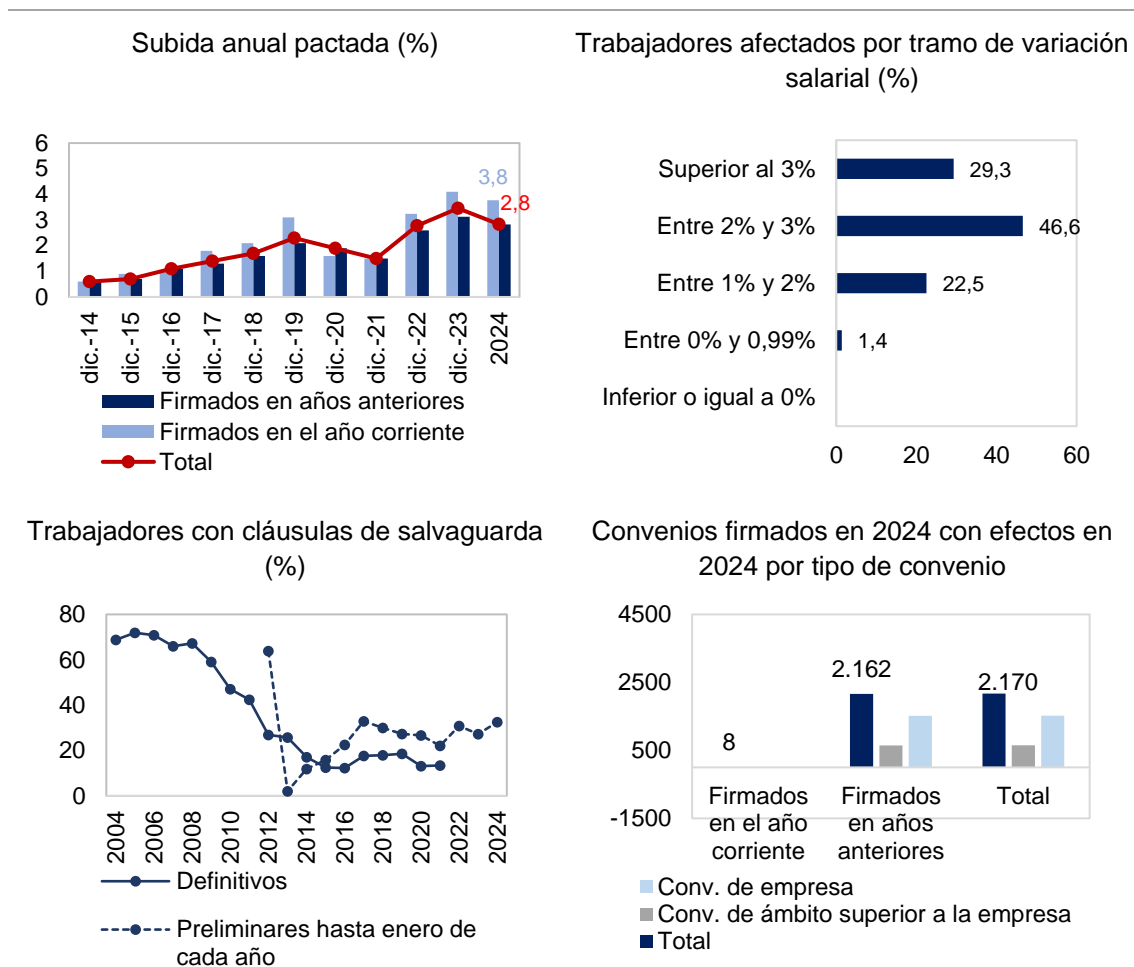 Subida anual pactada (%)
6
5
4
3
2
1
0
3,8
2,8
dic.-14
dic.-15
dic.-16
dic.-17
dic.-18
dic.-19
dic.-20
dic.-21
dic.-22
dic.-23
2024
Firmados en años anteriores
Firmados en el año corriente
Total
Trabajadores afectados por tramo de variación
salarial (%)
Superior al 3%
29,3
Entre 2% y 3%
46,6
Entre 1% y 2%
22,5
Entre 0% y 0,99%
1,4
Inferior o igual a 0%
0
20
40
60
Trabajadores con cláusulas de salvaguarda
(%)
80
60
40
20
0
2004
2006
2008
2010
2012
2014
2016
2018
2020
2022
2024
Definitivos
Preliminares hasta enero de
cada año
Convenios firmados en 2024 con efectos en
2024 por tipo de convenio
4500
2500
500
-1500
8
2.162
2.170
Firmados
en el año
corriente
Firmados
en años
anteriores
Total
Conv. de empresa
Conv. de ámbito superior a la empresa
Total